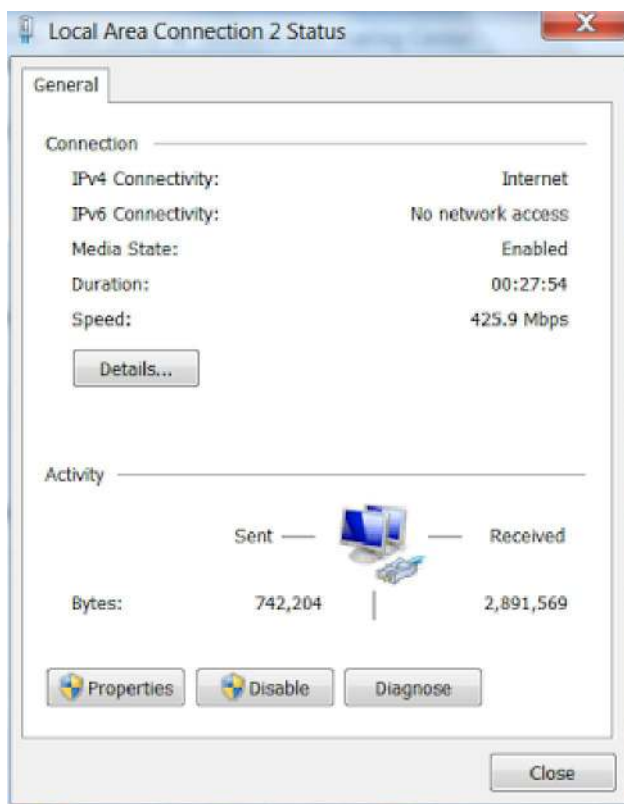 Local Area Connection 2 Status
General
Connection
IPv4 Connectivity: Internet
IPv6 Connectivity: No network access
Media State: Enabled
Duration: 00:27:54
Speed: 425.9 Mbps
Details...
Activity
Sent Received
Bytes: 742,204 2,891,569
Properties Disable Diagnose
Close